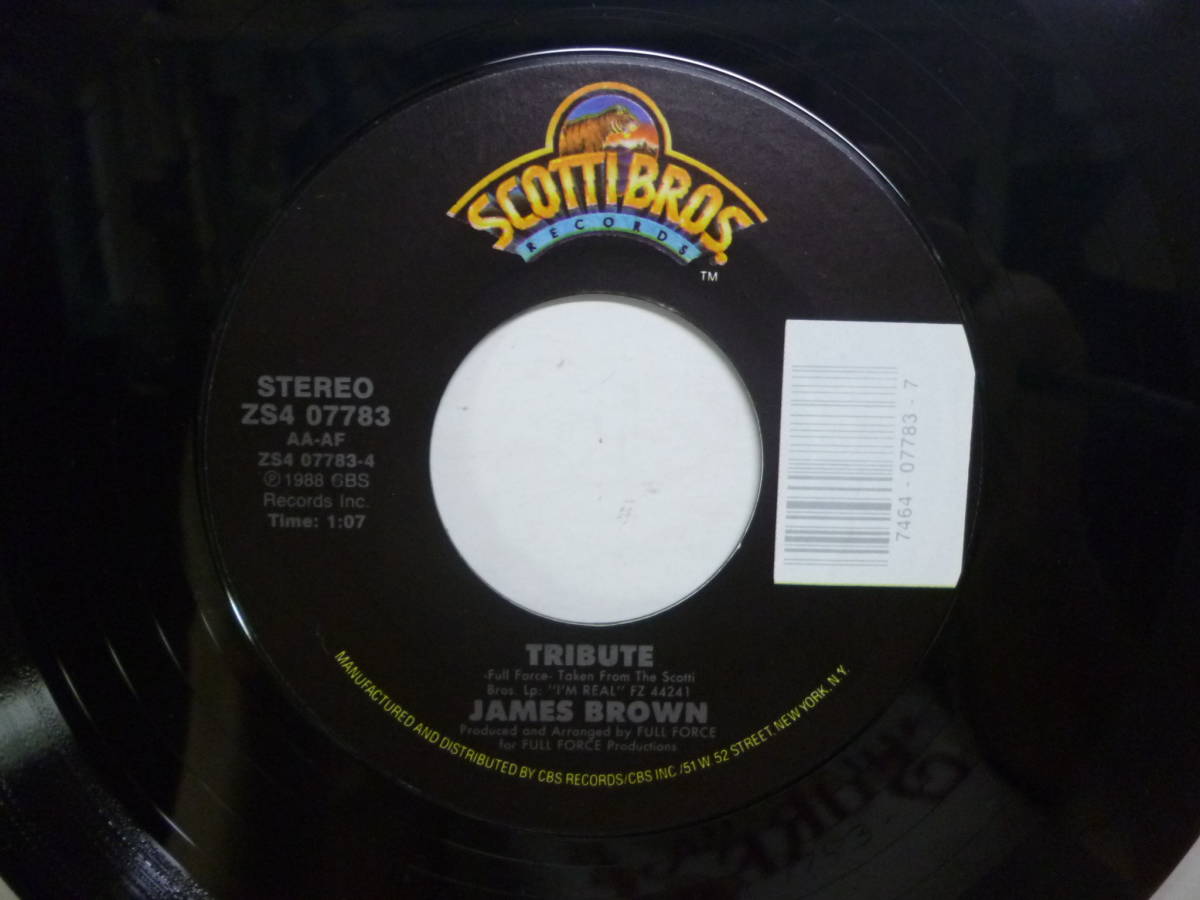 SCOTTI BROS.
RECORDS
TM
STEREO
ZS4 07783
AA-AF
ZS4 07783-4
Ⓟ 1988 CBS
Records Inc.
Time: 1:07
7464-07783-7
TRIBUTE
-Full Force- Taken From The Scotti
Bros. Lp: "I'M REAL" FZ 44241
JAMES BROWN
Produced and Arranged by FULL FORCE
for FULL FORCE Productions
MANUFACTURED AND DISTRIBUTED BY CBS RECORDS/CBS INC./51 W. 52 STREET, NEW YORK, N.Y.